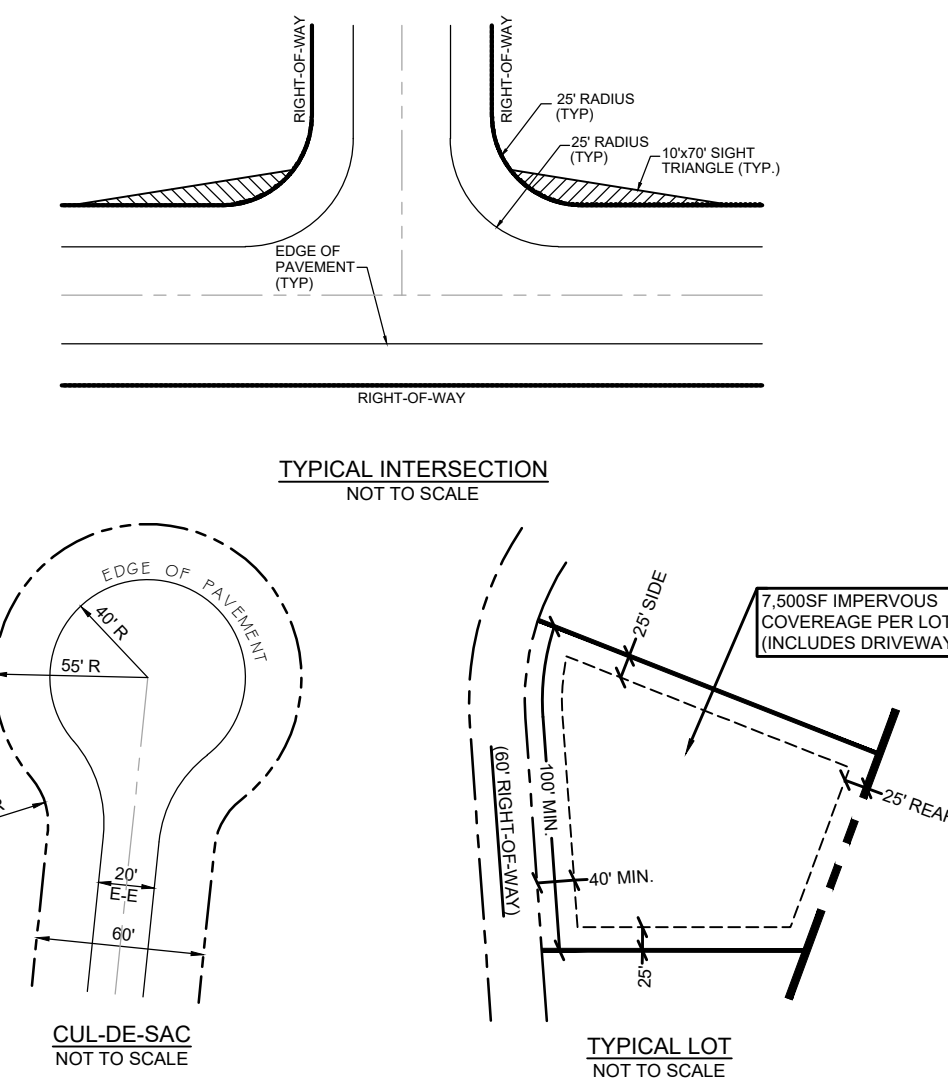 RIGHT-OF-WAY
RIGHT-OF-WAY
25' RADIUS
(TYP)
25' RADIUS
(TYP)
10'x70' SIGHT
TRIANGLE (TYP.)
EDGE OF
PAVEMENT
(TYP)
RIGHT-OF-WAY
TYPICAL INTERSECTION
NOT TO SCALE
EDGE OF PAVEMENT
40' R
55' R
R
20'
E-E
60'
CUL-DE-SAC
NOT TO SCALE
25' SIDE
7,500SF IMPERVOUS
COVEREAGE PER LOT
(INCLUDES DRIVEWAY
(60' RIGHT-OF-WAY)
100' MIN.
25' REAR
40' MIN.
25'
TYPICAL LOT
NOT TO SCALE